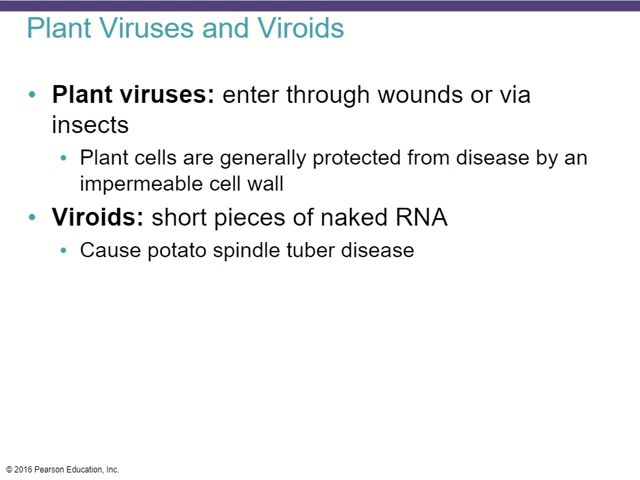 Plant Viruses and Viroids
• Plant viruses: enter through wounds or via
insects
• Plant cells are generally protected from disease by an
impermeable cell wall
• Viroids: short pieces of naked RNA
• Cause potato spindle tuber disease
© 2016 Pearson Education, Inc.